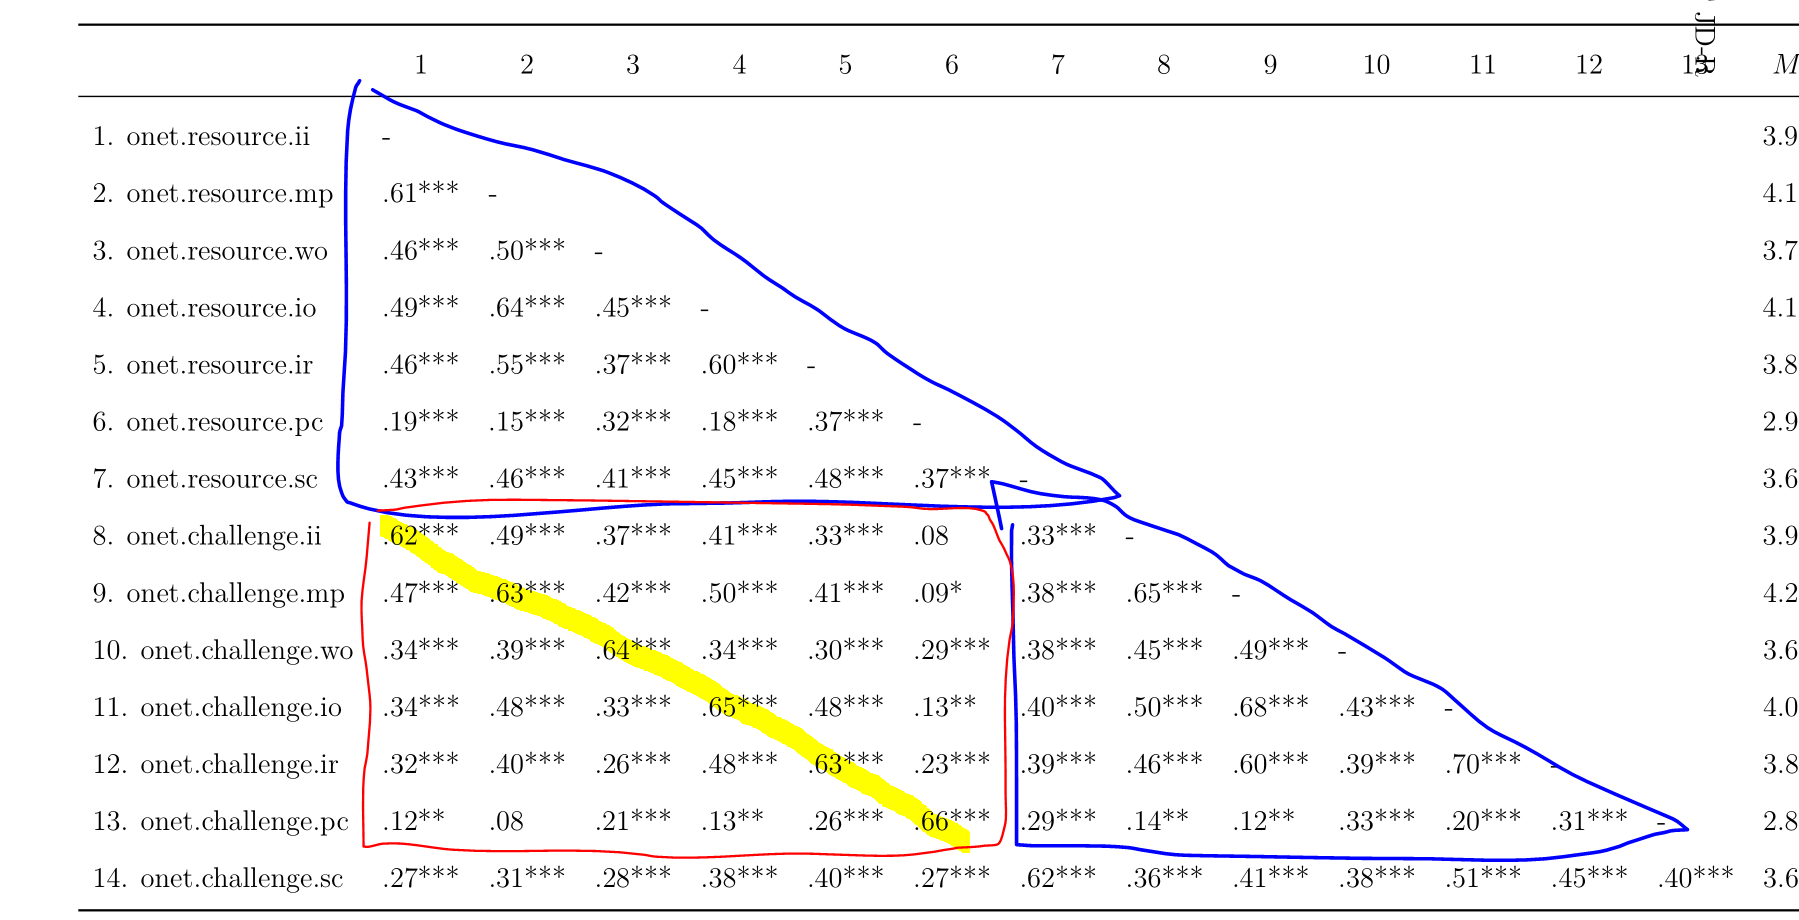 JD-R
1 2 3 4 5 6 7 8 9 10 11 12 13 M
1. onet.resource.ii - 3.9
2. onet.resource.mp .61*** - 4.1
3. onet.resource.wo .46*** .50*** - 3.7
4. onet.resource.io .49*** .64*** .45*** - 4.1
5. onet.resource.ir .46*** .55*** .37*** .60*** - 3.8
6. onet.resource.pc .19*** .15*** .32*** .18*** .37*** - 2.9
7. onet.resource.sc .43*** .46*** .41*** .45*** .48*** .37*** - 3.6
8. onet.challenge.ii .62*** .49*** .37*** .41*** .33*** .08 .33*** - 3.9
9. onet.challenge.mp .47*** .63*** .42*** .50*** .41*** .09* .38*** .65*** - 4.2
10. onet.challenge.wo .34*** .39*** .64*** .34*** .30*** .29*** .38*** .45*** .49*** - 3.6
11. onet.challenge.io .34*** .48*** .33*** .65*** .48*** .13** .40*** .50*** .68*** .43*** - 4.0
12. onet.challenge.ir .32*** .40*** .26*** .48*** .63*** .23*** .39*** .46*** .60*** .39*** .70*** - 3.8
13. onet.challenge.pc .12** .08 .21*** .13** .26*** .66*** .29*** .14** .12** .33*** .20*** .31*** - 2.8
14. onet.challenge.sc .27*** .31*** .28*** .38*** .40*** .27*** .62*** .36*** .41*** .38*** .51*** .45*** .40*** 3.6